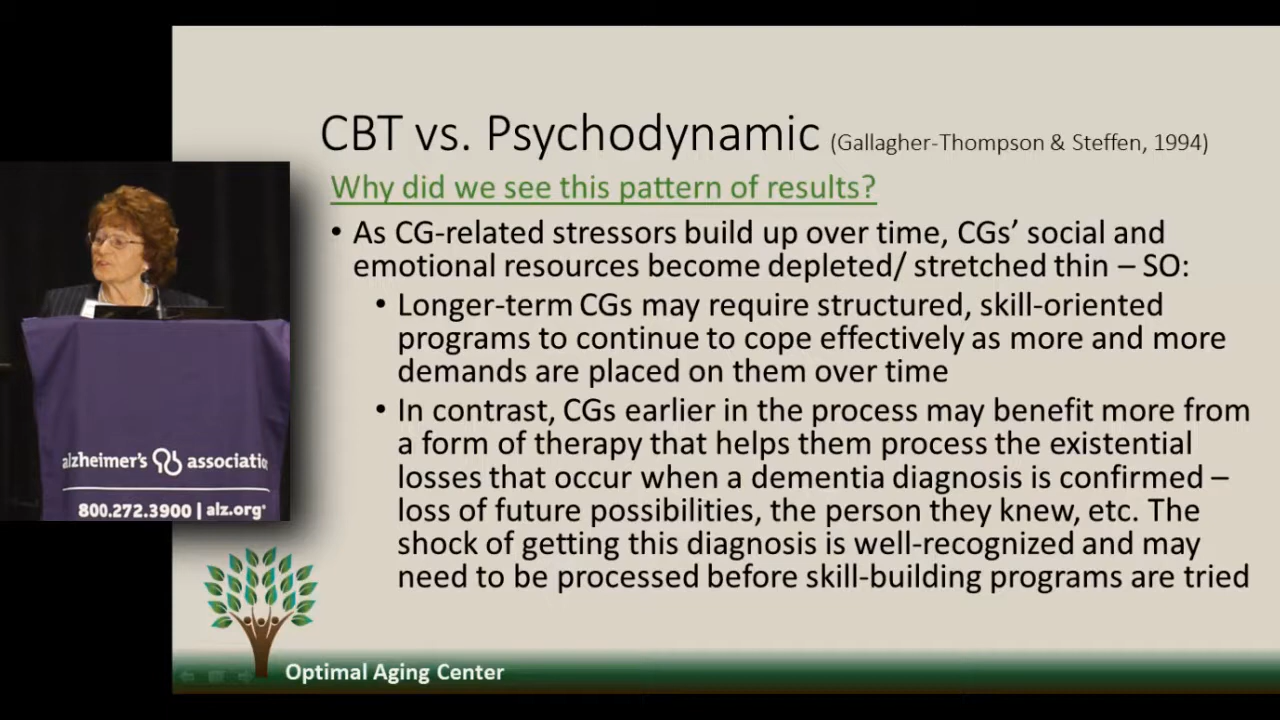 CBT vs. Psychodynamic (Gallagher-Thompson & Steffen, 1994)
Why did we see this pattern of results?
• As CG-related stressors build up over time, CGs' social and
emotional resources become depleted/ stretched thin – SO:
• Longer-term CGs may require structured, skill-oriented
programs to continue to cope effectively as more and more
demands are placed on them over time
• In contrast, CGs earlier in the process may benefit more from
a form of therapy that helps them process the existential
losses that occur when a dementia diagnosis is confirmed –
loss of future possibilities, the person they knew, etc. The
shock of getting this diagnosis is well-recognized and may
need to be processed before skill-building programs are tried
alzheimer's associatio
800.272.3900 | alz.org
Optimal Aging Center